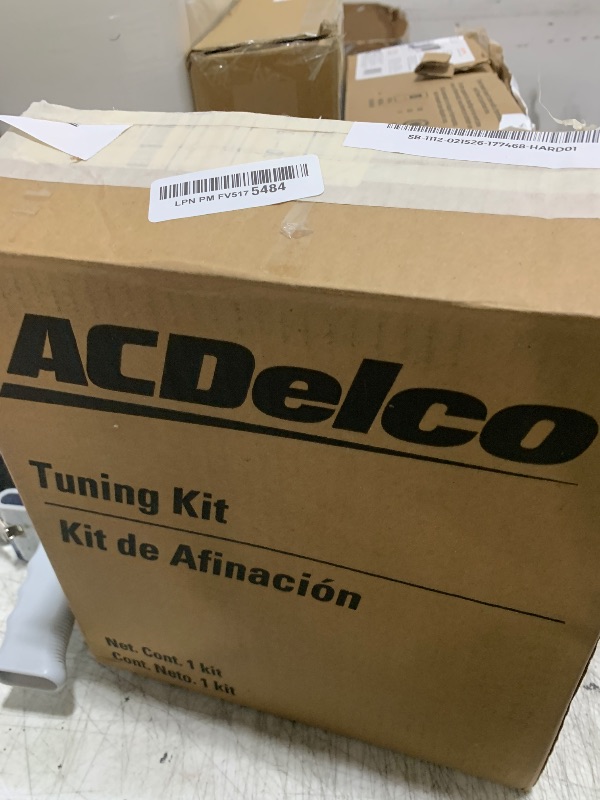 SR-1112-021526-177468-HARD01
LPN PM FV517 5484
ACDelco
Tuning Kit
Kit de Afinación
Net. Cont. 1 kit
Cont. Neto. 1 kit